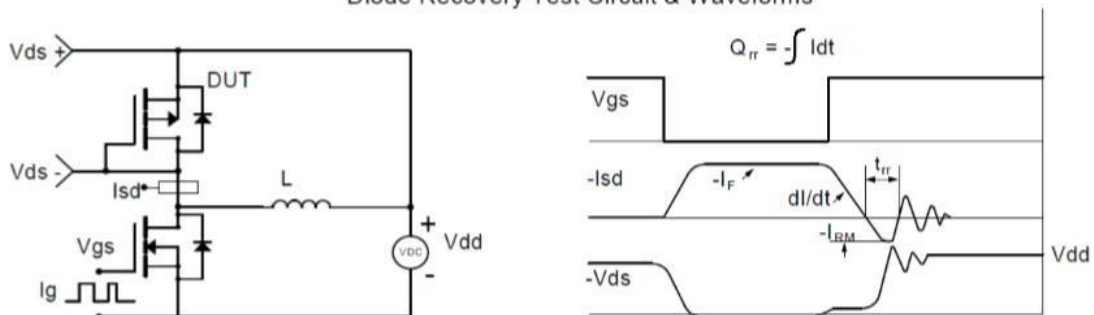 Diode Recovery Test Circuit & Waveforms
Vds +
DUT
Vds -
Isd
L
Vgs
Ig
+
VDC
-
Vdd
Qrr = -∫ Idt
Vgs
-Isd
-IF
dI/dt
trr
-IRM
Vdd
-Vds